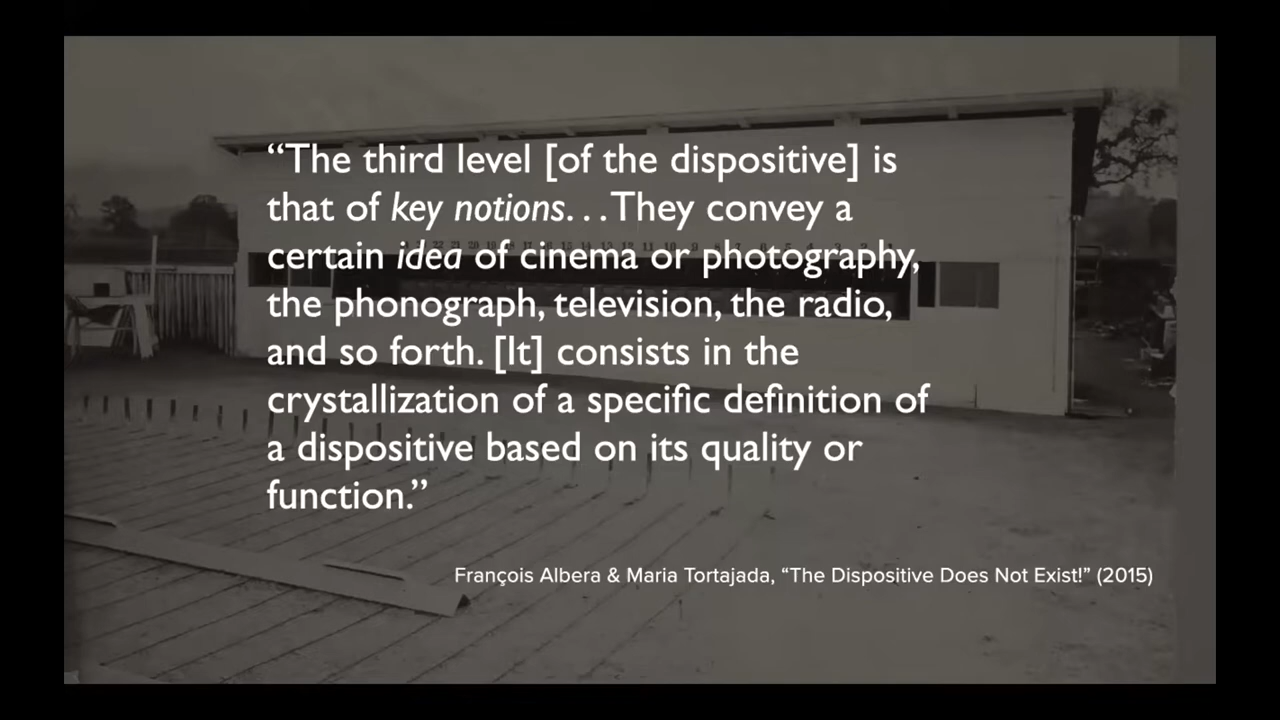 “The third level [of the dispositive] is
that of key notions. . .They convey a
certain idea of cinema or photography,
the phonograph, television, the radio,
and so forth. [It] consists in the
crystallization of a specific definition of
a dispositive based on its quality or
function.”
François Albera & Maria Tortajada, “The Dispositive Does Not Exist!” (2015)